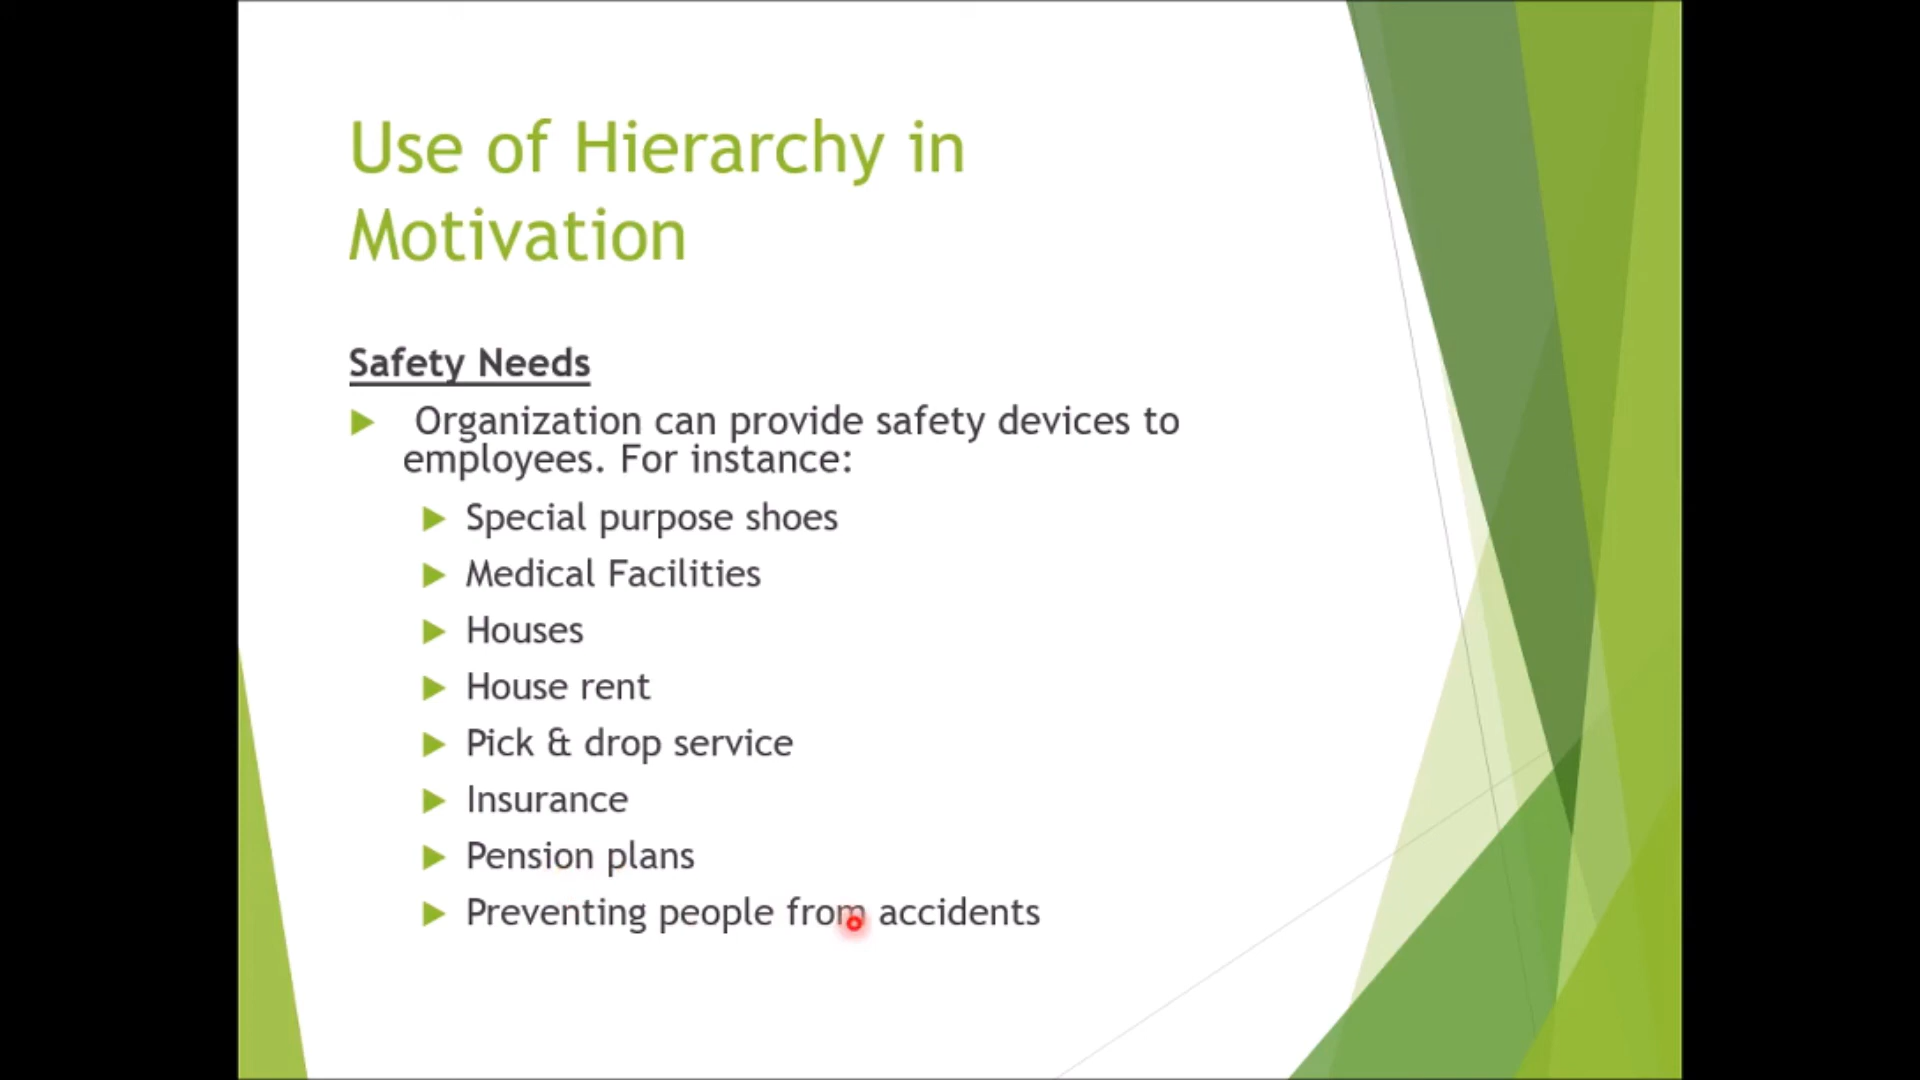 Use of Hierarchy in
Motivation
Safety Needs
Organization can provide safety devices to
employees. For instance:
Special purpose shoes
Medical Facilities
Houses
House rent
Pick & drop service
Insurance
Pension plans
Preventing people from accidents